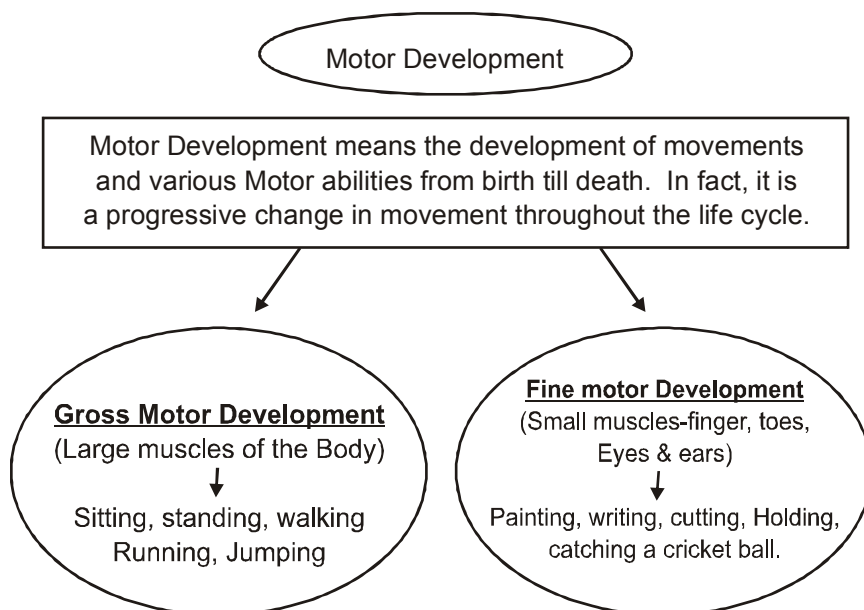 Motor Development
Motor Development means the development of movements
and various Motor abilities from birth till death. In fact, it is
a progressive change in movement throughout the life cycle.
Gross Motor Development
(Large muscles of the Body)
Sitting, standing, walking
Running, Jumping
Fine motor Development
(Small muscles-finger, toes,
Eyes & ears)
Painting, writing, cutting, Holding,
catching a cricket ball.